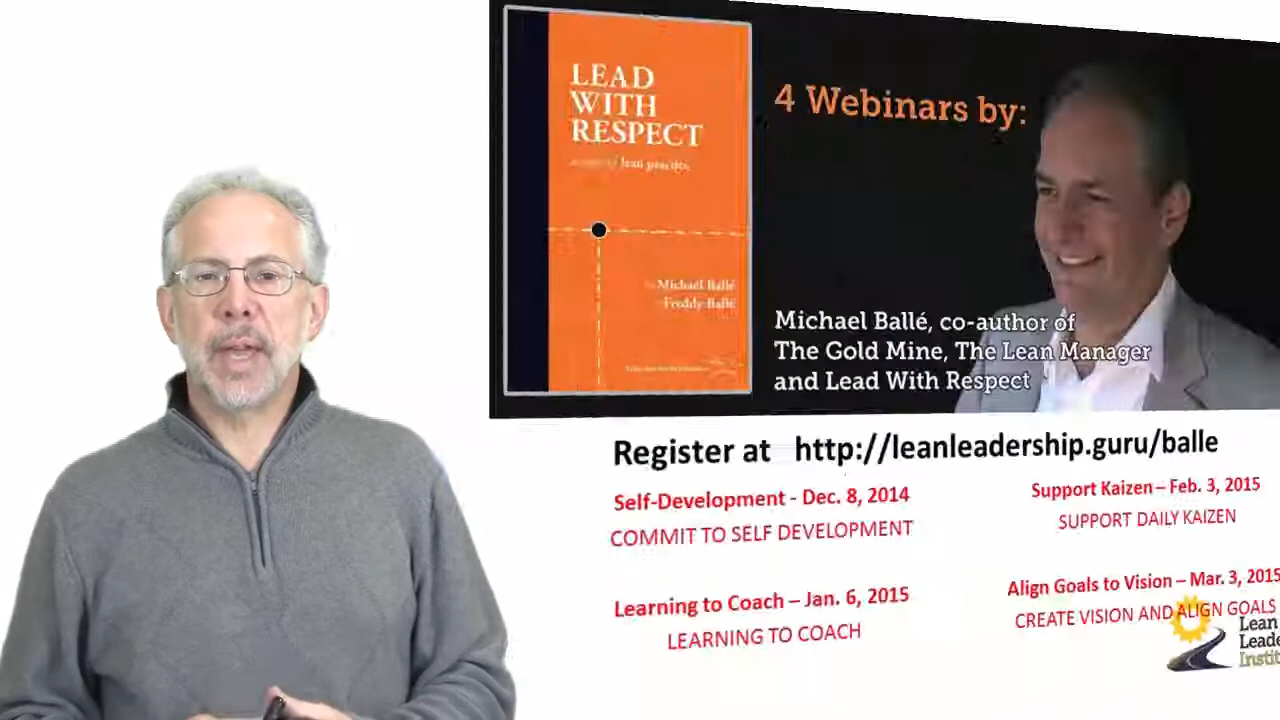 LEAD
WITH
RESPECT
lean practice
Michael Ballé
Freddy Ballé
4 Webinars by:
Michael Ballé, co-author of
The Gold Mine, The Lean Manager
and Lead With Respect
Register at http://leanleadership.guru/balle
Self-Development - Dec. 8, 2014
COMMIT TO SELF DEVELOPMENT
Support Kaizen – Feb. 3, 2015
SUPPORT DAILY KAIZEN
Learning to Coach – Jan. 6, 2015
LEARNING TO COACH
Align Goals to Vision – Mar. 3, 2015
CREATE VISION AND ALIGN GOALS
Lean
Leade
Instit